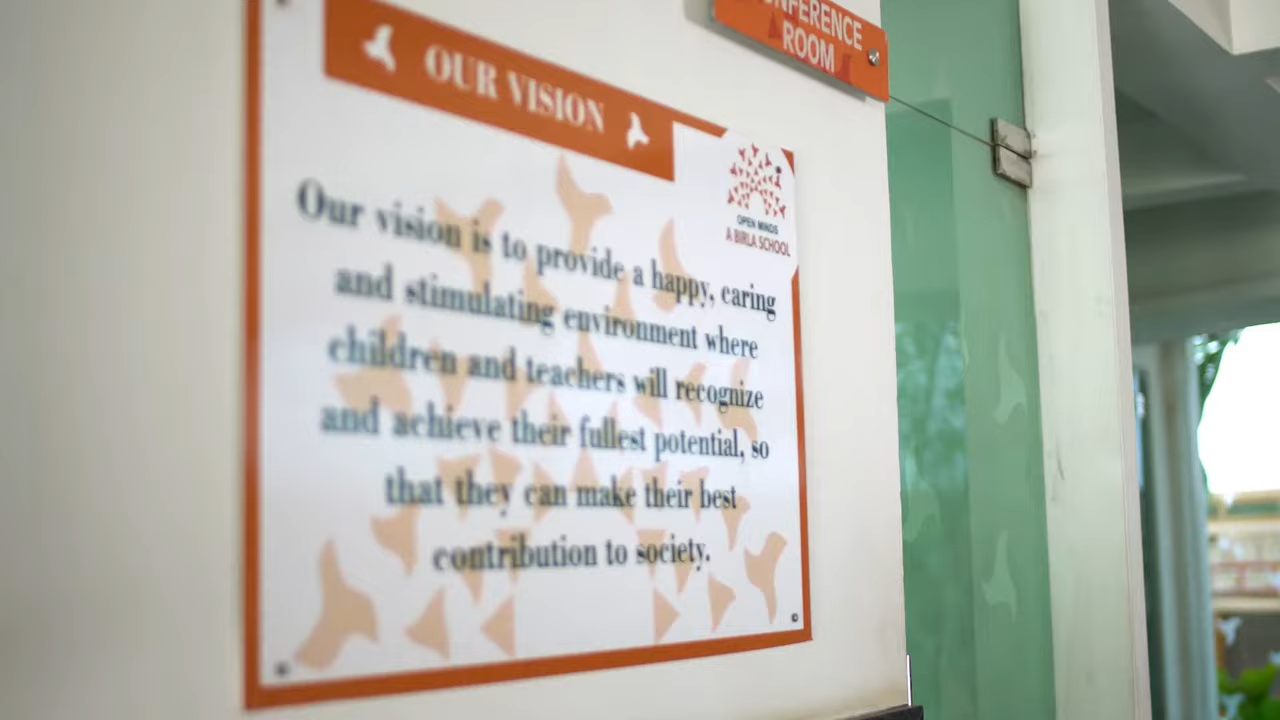 CONFERENCE
ROOM
OUR VISION
OPEN MINDS
A BIRLA SCHOOL
Our vision is to provide a happy, caring
and stimulating environment where
children and teachers will recognize
and achieve their fullest potential, so
that they can make their best
contribution to society.